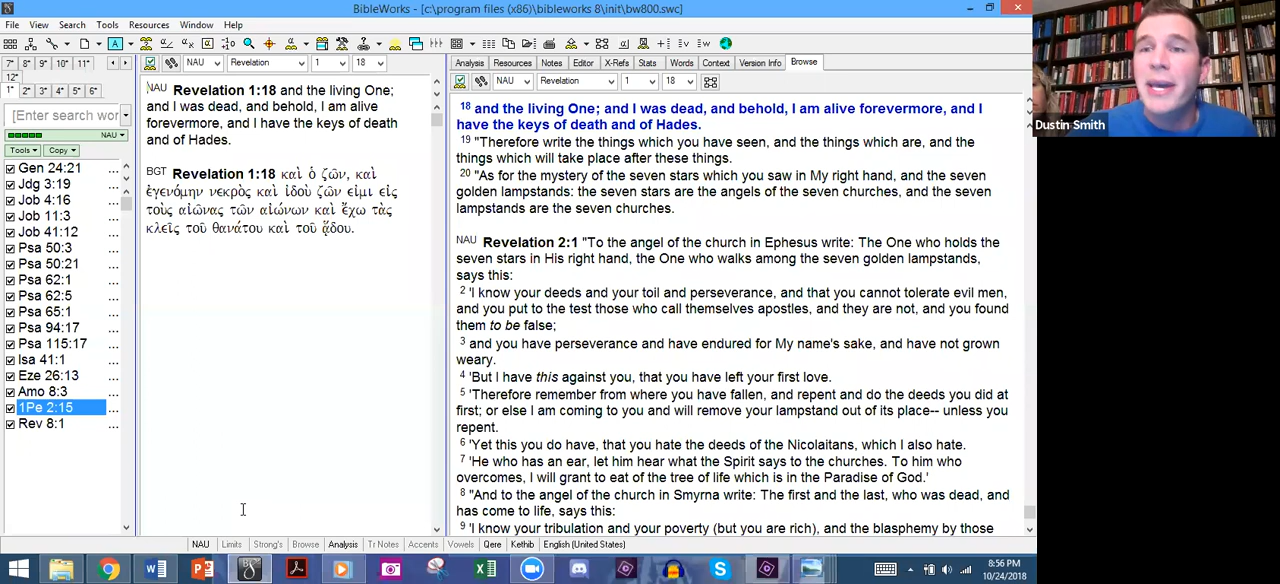 BibleWorks - [c:\program files (x86)\bibleworks 8\init\bw800.swc]
File View Search Tools Resources Window Help
7° 8° 9° 10° 11°
12°
1° 2° 3° 4° 5° 6°
[Enter search wor
NAU
Tools Copy
Gen 24:21 ...
Jdg 3:19 ...
Job 4:16 ...
Job 11:3 ...
Job 41:12 ...
Psa 50:3 ...
Psa 50:21 ...
Psa 62:1 ...
Psa 62:5 ...
Psa 65:1 ...
Psa 94:17 ...
Psa 115:17 ...
Isa 41:1 ...
Eze 26:13 ...
Amo 8:3 ...
1Pe 2:15 ...
Rev 8:1 ...
NAU Revelation 1 18
NAU Revelation 1:18 and the living One;
and I was dead, and behold, I am alive
forevermore, and I have the keys of death
and of Hades.
BGT Revelation 1:18 καὶ ὁ ζῶν, καὶ
ἐγενόμην νεκρὸς καὶ ἰδοὺ ζῶν εἰμι εἰς
τοὺς αἰῶνας τῶν αἰώνων καὶ ἔχω τὰς
κλεῖς τοῦ θανάτου καὶ τοῦ ᾅδου.
Analysis Resources Notes Editor X-Refs Stats Words Context Version Info Browse
NAU Revelation 1 18
18 and the living One; and I was dead, and behold, I am alive forevermore, and I
have the keys of death and of Hades.
19 "Therefore write the things which you have seen, and the things which are, and the
things which will take place after these things.
20 "As for the mystery of the seven stars which you saw in My right hand, and the seven
golden lampstands: the seven stars are the angels of the seven churches, and the seven
lampstands are the seven churches.
NAU Revelation 2:1 "To the angel of the church in Ephesus write: The One who holds the
seven stars in His right hand, the One who walks among the seven golden lampstands,
says this:
2 'I know your deeds and your toil and perseverance, and that you cannot tolerate evil men,
and you put to the test those who call themselves apostles, and they are not, and you found
them to be false;
3 and you have perseverance and have endured for My name's sake, and have not grown
weary.
4 'But I have this against you, that you have left your first love.
5 'Therefore remember from where you have fallen, and repent and do the deeds you did at
first; or else I am coming to you and will remove your lampstand out of its place-- unless you
repent.
6 'Yet this you do have, that you hate the deeds of the Nicolaitans, which I also hate.
7 'He who has an ear, let him hear what the Spirit says to the churches. To him who
overcomes, I will grant to eat of the tree of life which is in the Paradise of God.'
8 "And to the angel of the church in Smyrna write: The first and the last, who was dead, and
has come to life, says this:
9 'I know your tribulation and your poverty (but you are rich), and the blasphemy by those
NAU Limits Strong's Browse Analysis Tr Notes Accents Vowels Qere Kethib English (United States)
Dustin Smith
8:56 PM
10/24/2018